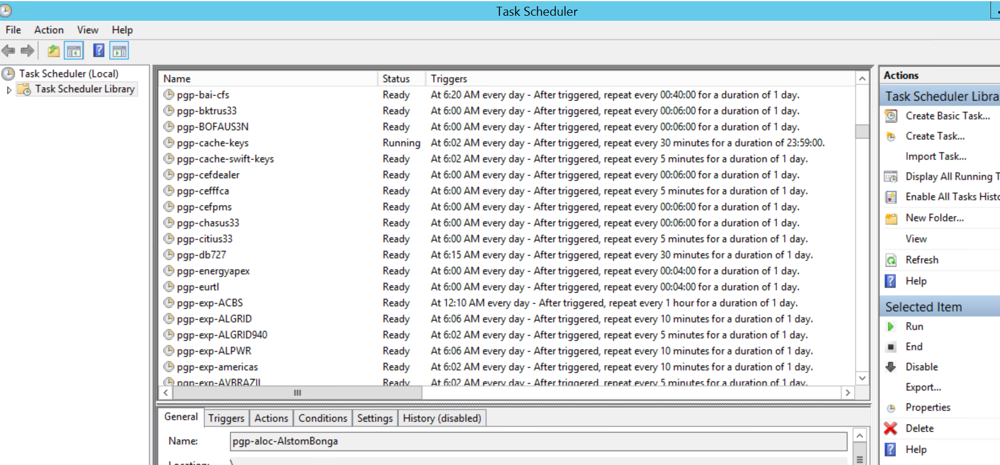 Task Scheduler
File Action View Help
Task Scheduler (Local)
Task Scheduler Library
Name Status Triggers
pgp-bai-cfs Ready At 6:20 AM every day - After triggered, repeat every 00:40:00 for a duration of 1 day.
pgp-bktrus33 Ready At 6:00 AM every day - After triggered, repeat every 00:06:00 for a duration of 1 day.
pgp-BOFAUS3N Ready At 6:00 AM every day - After triggered, repeat every 00:06:00 for a duration of 1 day.
pgp-cache-keys Running At 6:02 AM every day - After triggered, repeat every 30 minutes for a duration of 23:59:00.
pgp-cache-swift-keys Ready At 6:02 AM every day - After triggered, repeat every 5 minutes for a duration of 1 day.
pgp-cefdealer Ready At 6:00 AM every day - After triggered, repeat every 00:06:00 for a duration of 1 day.
pgp-cefffca Ready At 6:00 AM every day - After triggered, repeat every 5 minutes for a duration of 1 day.
pgp-cefpms Ready At 6:00 AM every day - After triggered, repeat every 00:06:00 for a duration of 1 day.
pgp-chasus33 Ready At 6:00 AM every day - After triggered, repeat every 00:06:00 for a duration of 1 day.
pgp-citius33 Ready At 6:00 AM every day - After triggered, repeat every 5 minutes for a duration of 1 day.
pgp-db727 Ready At 6:15 AM every day - After triggered, repeat every 30 minutes for a duration of 1 day.
pgp-energyapex Ready At 6:00 AM every day - After triggered, repeat every 00:04:00 for a duration of 1 day.
pgp-eurtl Ready At 6:00 AM every day - After triggered, repeat every 00:04:00 for a duration of 1 day.
pgp-exp-ACBS Ready At 12:10 AM every day - After triggered, repeat every 1 hour for a duration of 1 day.
pgp-exp-ALGRID Ready At 6:06 AM every day - After triggered, repeat every 10 minutes for a duration of 1 day.
pgp-exp-ALGRID940 Ready At 6:02 AM every day - After triggered, repeat every 5 minutes for a duration of 1 day.
pgp-exp-ALPWR Ready At 6:06 AM every day - After triggered, repeat every 10 minutes for a duration of 1 day.
pgp-exp-americas Ready At 6:02 AM every day - After triggered, repeat every 10 minutes for a duration of 1 day.
pgp-exp-AVBRAZIL Ready At 6:02 AM every day - After triggered, repeat every 5 minutes for a duration of 1 day.
General Triggers Actions Conditions Settings History (disabled)
Name: pgp-aloc-AlstomBonga
Location: \
Actions
Task Scheduler Libra
Create Basic Task...
Create Task...
Import Task...
Display All Running T
Enable All Tasks Histo
New Folder...
View
Refresh
Help
Selected Item
Run
End
Disable
Export...
Properties
Delete
Help